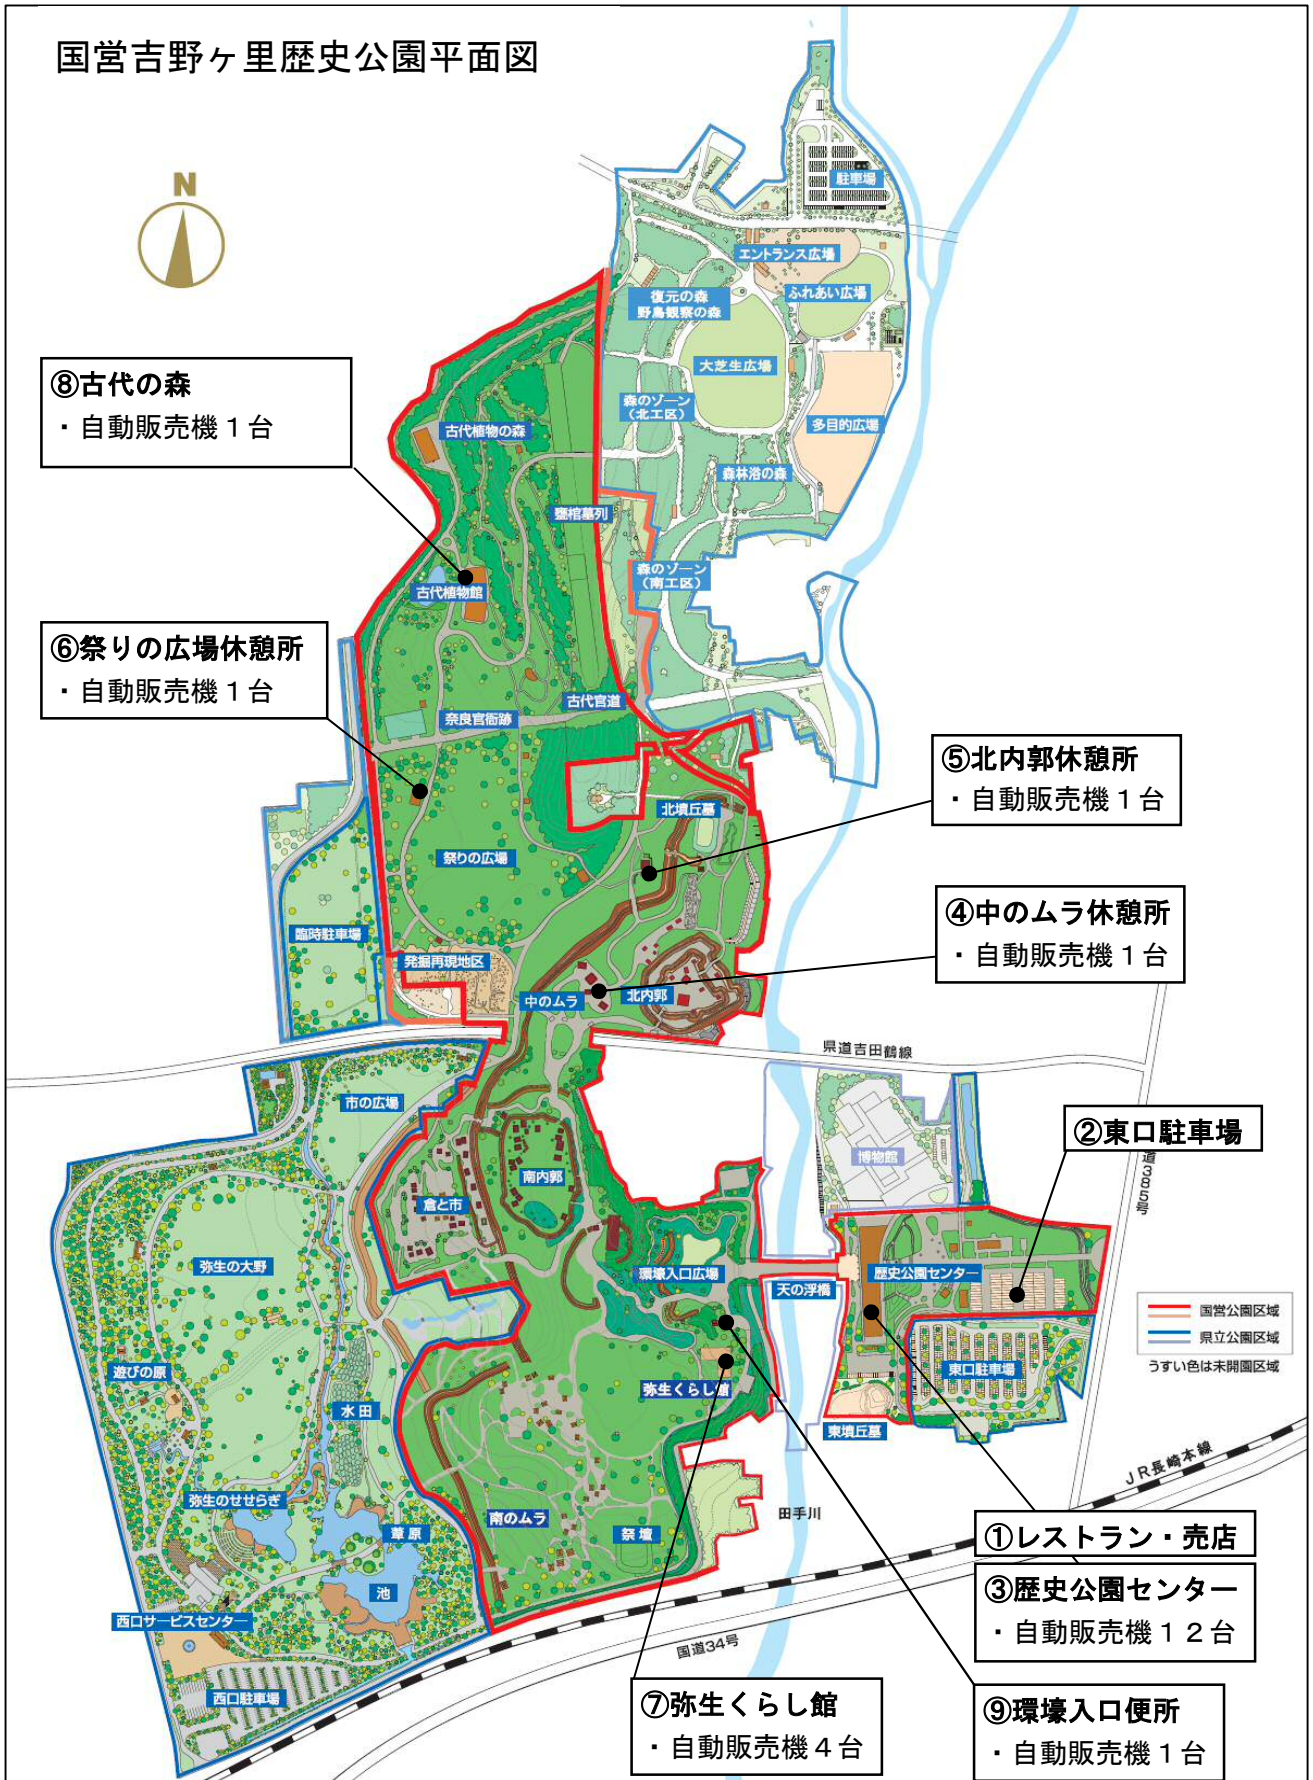 国営吉野ヶ里歴史公園平面図
N
駐車場
エントランス広場
ふれあい広場
復元の森
野鳥観察の森
大芝生広場
森のゾーン
(北工区)
多目的広場
森林浴の森
⑧古代の森
・自動販売機１台
古代植物の森
甕棺墓列
森のゾーン
(南工区)
古代植物館
⑥祭りの広場休憩所
・自動販売機１台
古代官道
奈良官衙跡
⑤北内郭休憩所
・自動販売機１台
北墳丘墓
祭りの広場
④中のムラ休憩所
・自動販売機１台
臨時駐車場
発掘再現地区
中のムラ
北内郭
県道吉田鶴線
市の広場
②東口駐車場
道385号
博物館
南内郭
倉と市
弥生の大野
環壕入口広場
天の浮橋
歴史公園センター
国営公園区域
県立公園区域
うすい色は未開園区域
遊びの原
水田
弥生くらし館
東口駐車場
東墳丘墓
JR長崎本線
弥生のせせらぎ
葦原
南のムラ
祭壇
田手川
①レストラン・売店
③歴史公園センター
・自動販売機１２台
池
西口サービスセンター
国道34号
西口駐車場
⑦弥生くらし館
・自動販売機４台
⑨環壕入口便所
・自動販売機１台